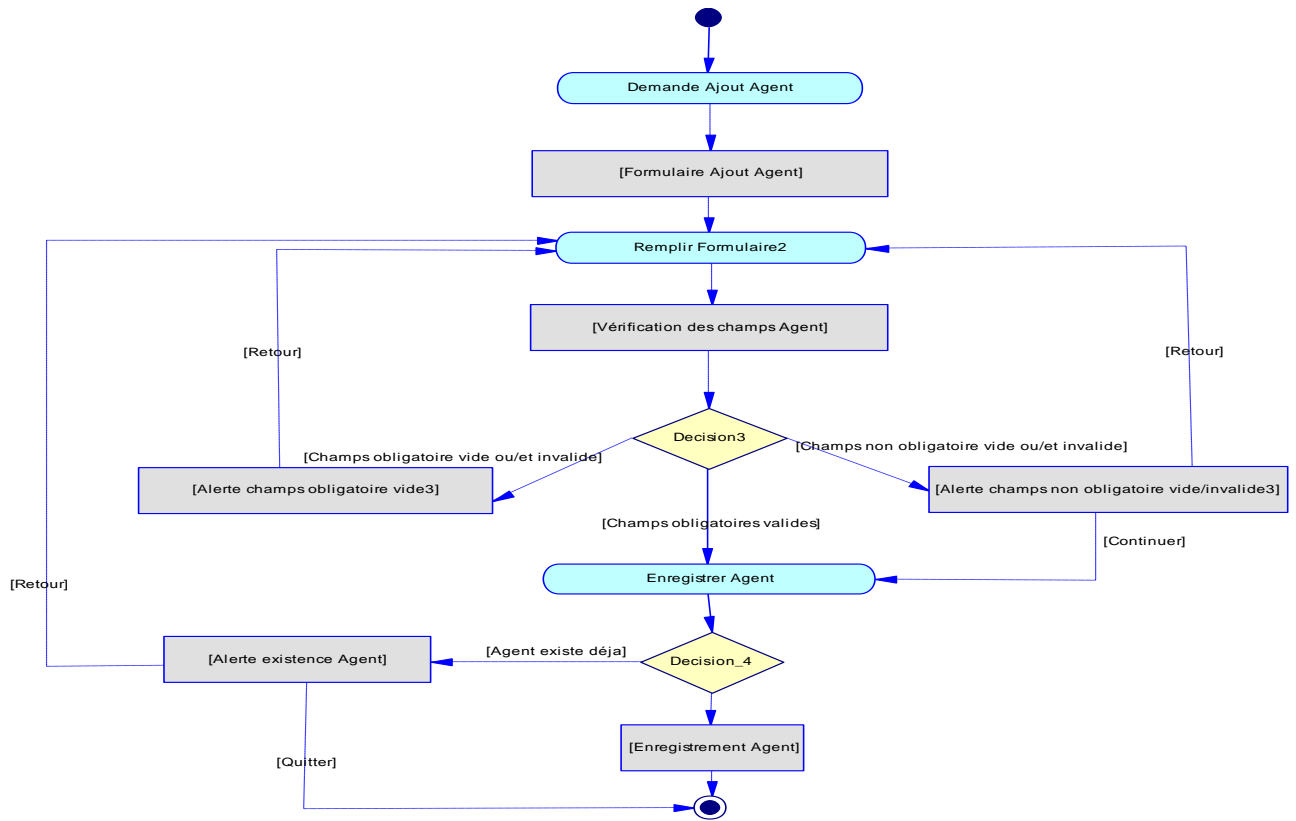 Demande Ajout Agent
[Formulaire Ajout Agent]
Remplir Formulaire2
[Vérification des champs Agent]
[Retour]
[Retour]
Decision3
[Champs non obligatoire vide ou/et invalide]
[Champs obligatoire vide ou/et invalide]
[Alerte champs obligatoire vide3]
[Alerte champs non obligatoire vide/invalide3]
[Champs obligatoires valides]
[Continuer]
Enregistrer Agent
[Retour]
[Agent existe déja]
[Alerte existence Agent]
Decision_4
[Enregistrement Agent]
[Quitter]